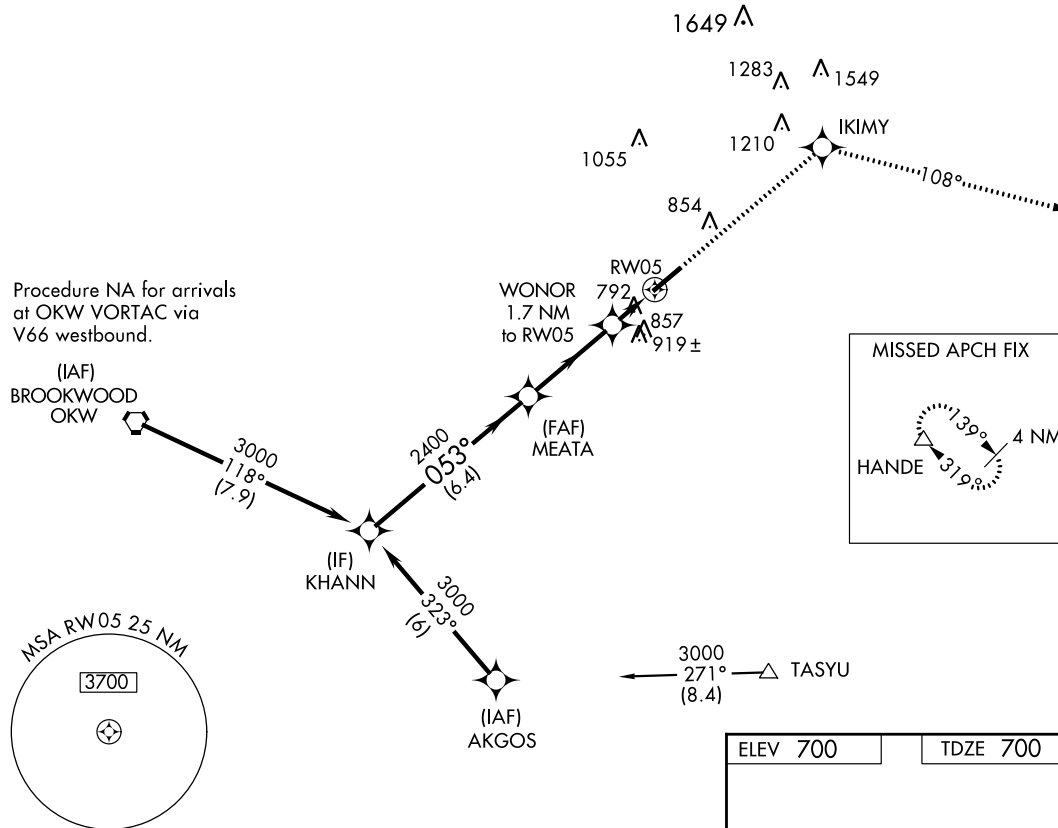 1649
1283
1549
1210
IKIMY
1055
108°
854
RW05
WONOR
1.7 NM
to RW05
792
857
919 ±
Procedure NA for arrivals
at OKW VORTAC via
V66 westbound.
(IAF)
BROOKWOOD
OKW
3000
118°
(7.9)
2400
053°
(6.4)
(FAF)
MEATA
MISSED APCH FIX
139°
4 NM
HANDE
319°
(IF)
KHANN
3000
323°
(6)
MSA RW05 25 NM
3700
(IAF)
AKGOS
3000
271°
(8.4)
TASYU
ELEV 700
TDZE 700